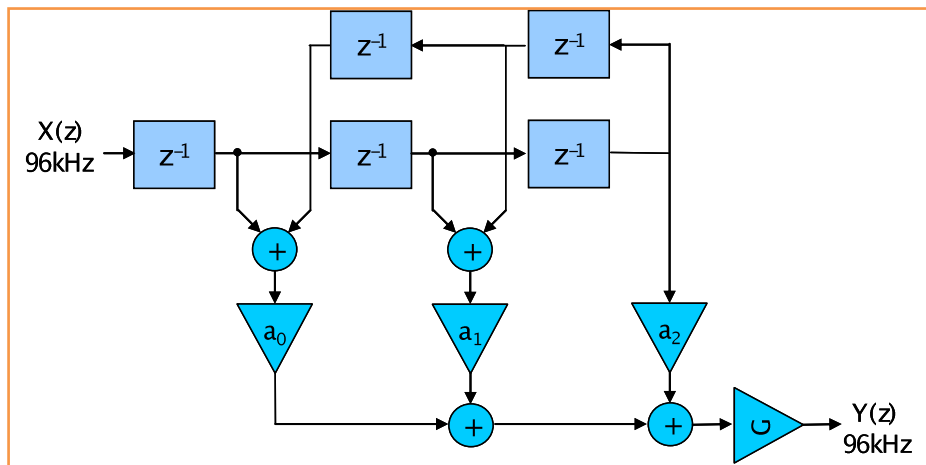 z⁻¹
z⁻¹
X(z)
96kHz
z⁻¹
z⁻¹
z⁻¹
+
+
a₀
a₁
a₂
+
+
G
Y(z)
96kHz